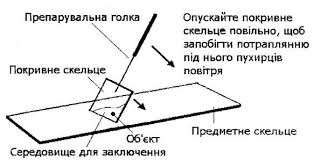 Препарувальна голка
Опускайте покривне
скельце повільно, щоб
запобігти потраплянню
під нього пухирців
повітря
Покривне скельце
Об'єкт
Предметне скельце
Середовище для заключення